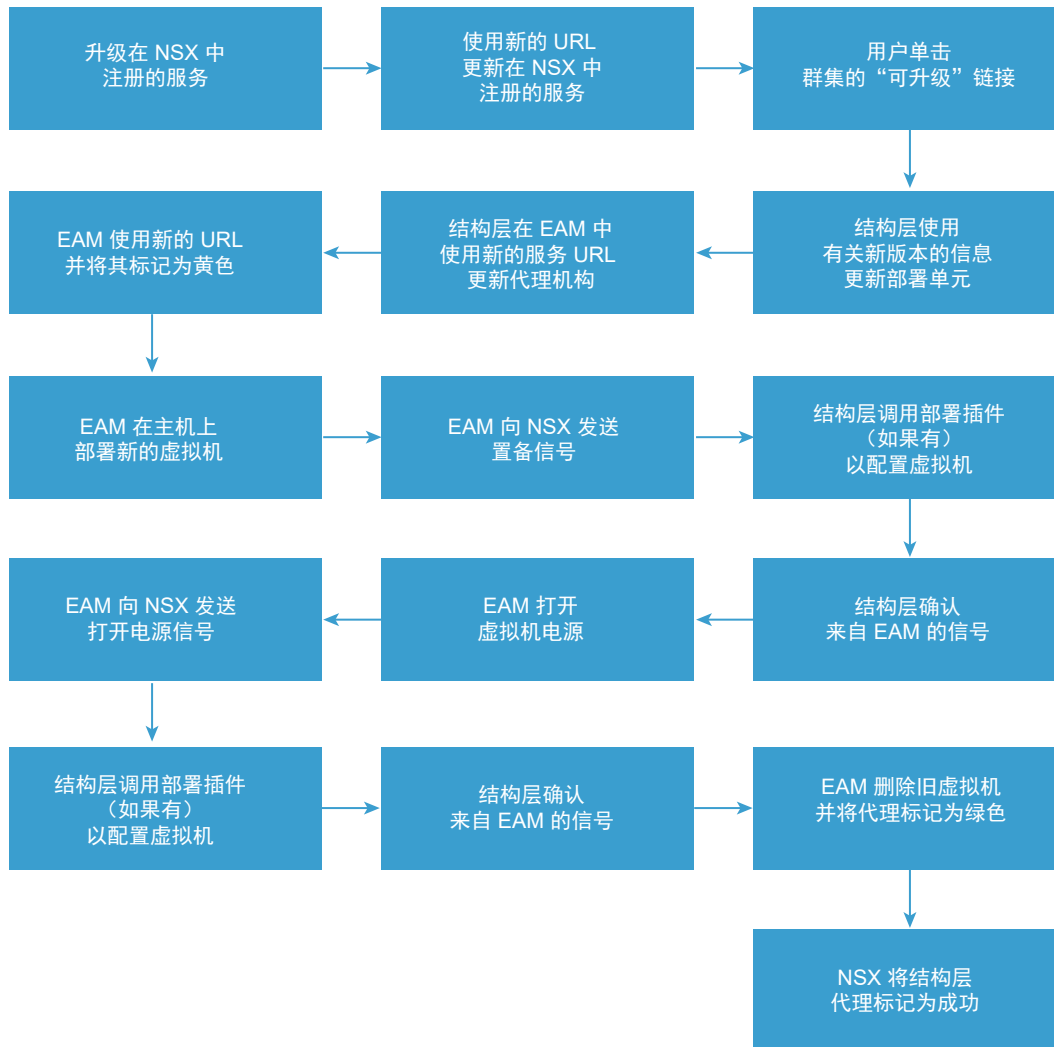 升级在 NSX 中
注册的服务
使用新的 URL
更新在 NSX 中
注册的服务
用户单击
群集的“可升级”链接
结构层使用
有关新版本的信息
更新部署单元
结构层在 EAM 中
使用新的服务 URL
更新代理机构
EAM 使用新的 URL
并将其标记为黄色
EAM 在主机上
部署新的虚拟机
EAM 向 NSX 发送
置备信号
结构层调用部署插件
（如果有）
以配置虚拟机
结构层确认
来自 EAM 的信号
EAM 打开
虚拟机电源
EAM 向 NSX 发送
打开电源信号
结构层调用部署插件
（如果有）
以配置虚拟机
结构层确认
来自 EAM 的信号
EAM 删除旧虚拟机
并将代理标记为绿色
NSX 将结构层
代理标记为成功